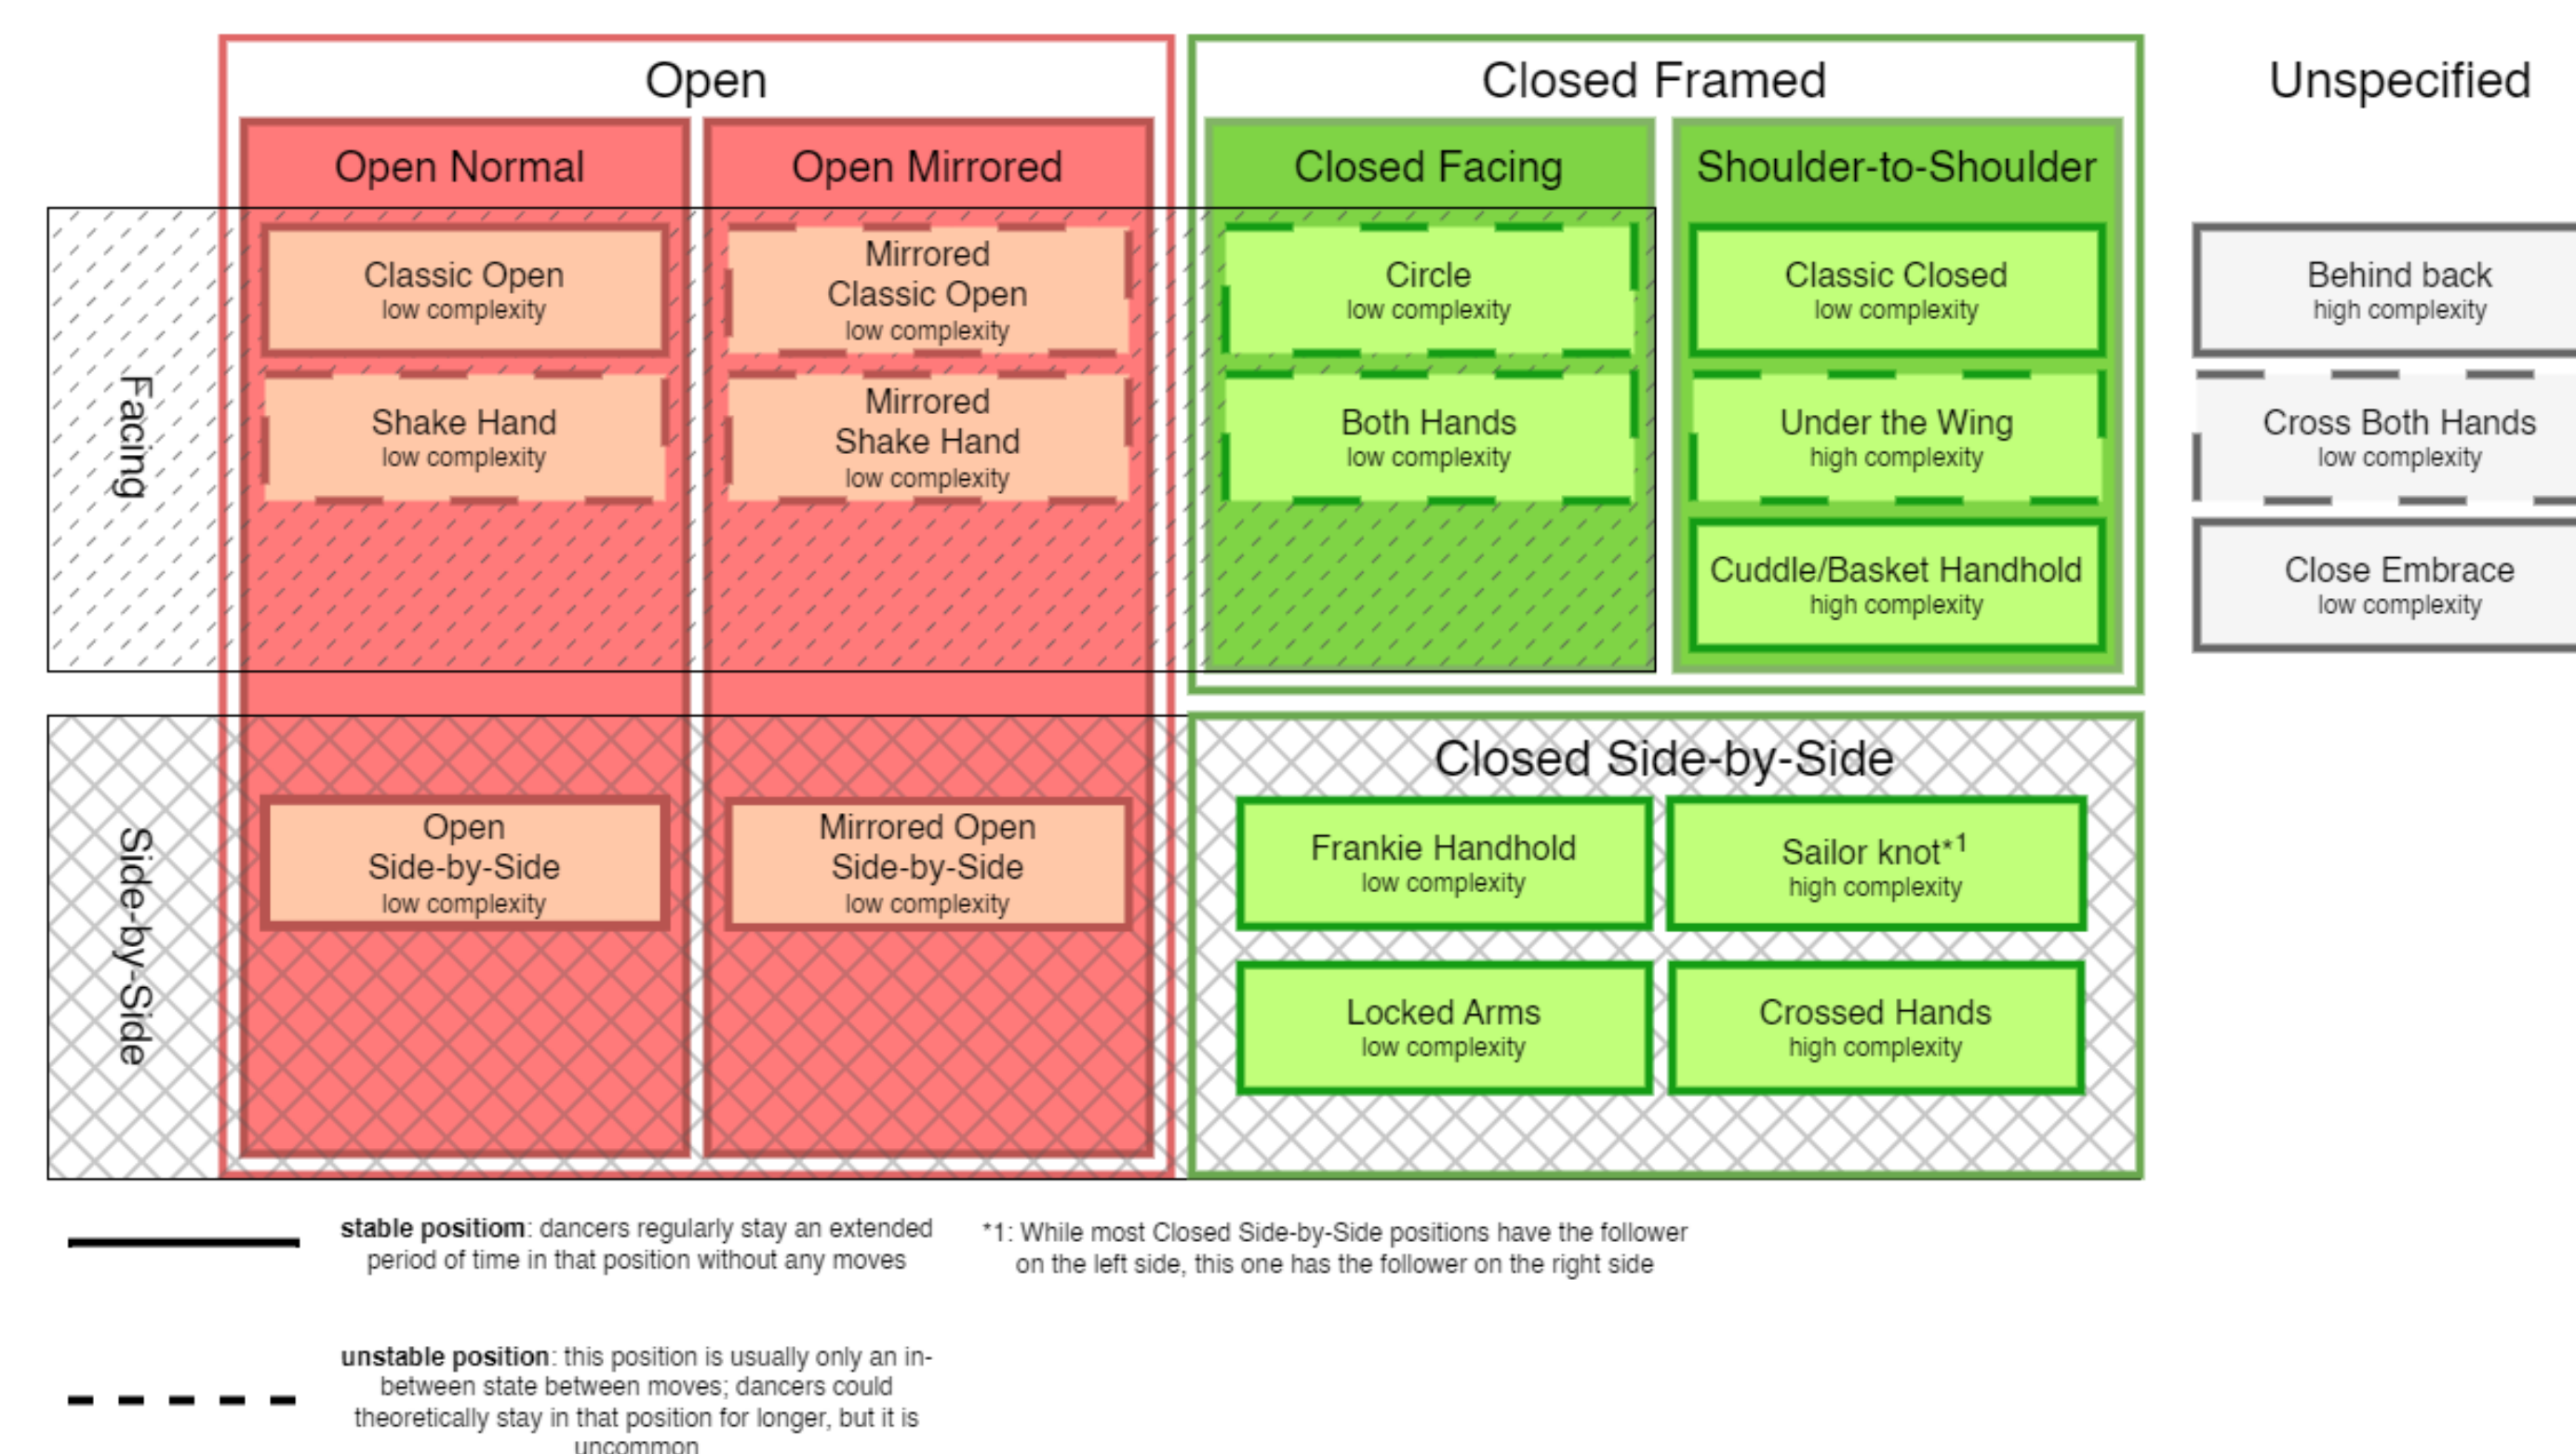 Open
Closed Framed
Unspecified
Open Normal
Open Mirrored
Closed Facing
Shoulder-to-Shoulder
Facing
Classic Open
low complexity
Mirrored
Classic Open
low complexity
Circle
low complexity
Classic Closed
low complexity
Behind back
high complexity
Shake Hand
low complexity
Mirrored
Shake Hand
low complexity
Both Hands
low complexity
Under the Wing
high complexity
Cross Both Hands
low complexity
Cuddle/Basket Handhold
high complexity
Close Embrace
low complexity
Side-by-Side
Closed Side-by-Side
Open
Side-by-Side
low complexity
Mirrored Open
Side-by-Side
low complexity
Frankie Handhold
low complexity
Sailor knot*1
high complexity
Locked Arms
low complexity
Crossed Hands
high complexity
stable positiom: dancers regularly stay an extended
period of time in that position without any moves
*1: While most Closed Side-by-Side positions have the follower
on the left side, this one has the follower on the right side
unstable position: this position is usually only an in-
between state between moves; dancers could
theoretically stay in that position for longer, but it is
uncommon